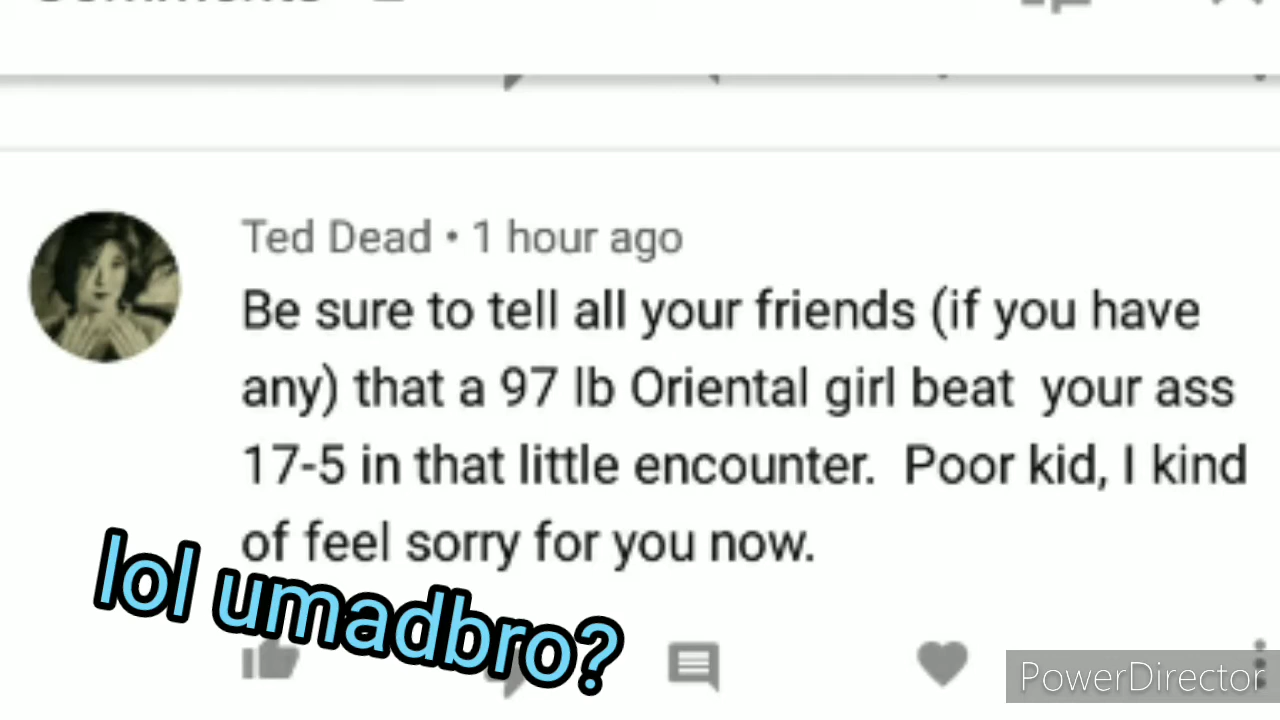 Ted Dead • 1 hour ago
Be sure to tell all your friends (if you have
any) that a 97 lb Oriental girl beat  your ass
17-5 in that little encounter.  Poor kid, I kind
of feel sorry for you now.
lol umadbro?
PowerDirector